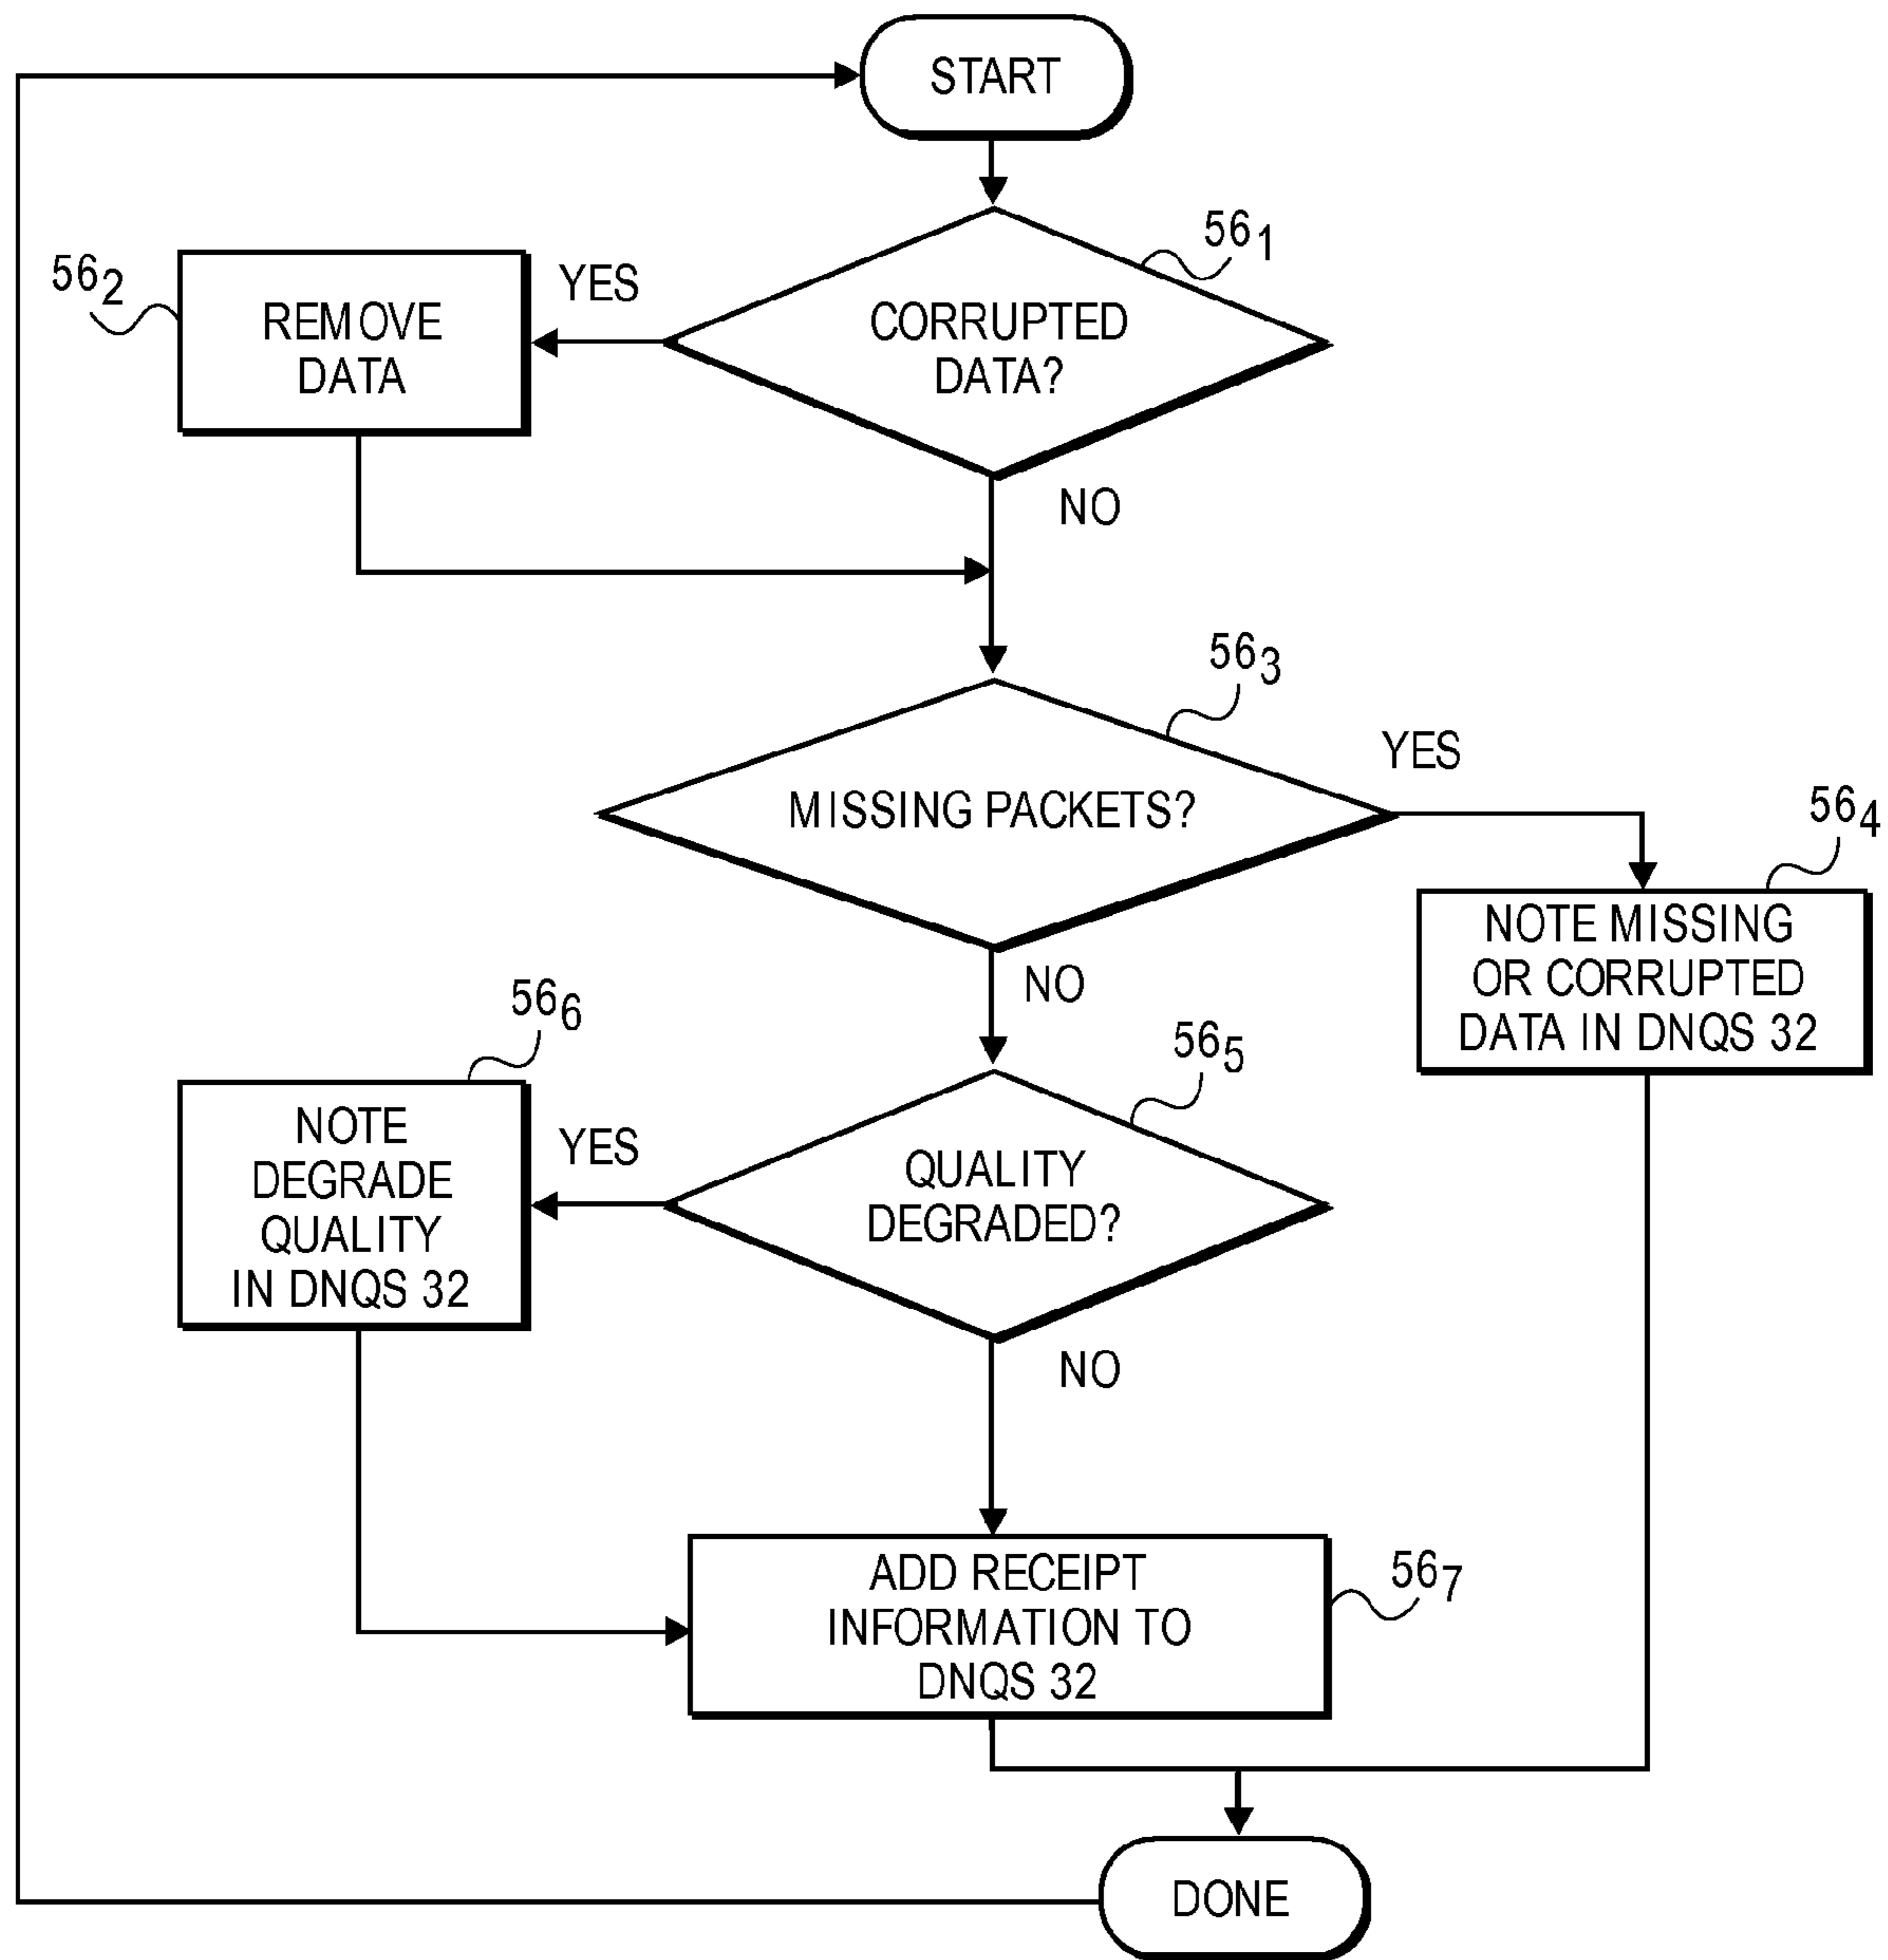 START
56₁
CORRUPTED
DATA?
YES
56₂
REMOVE
DATA
NO
56₃
MISSING PACKETS?
YES
56₄
NOTE MISSING
OR CORRUPTED
DATA IN DNQS 32
NO
56₅
QUALITY
DEGRADED?
YES
56₆
NOTE
DEGRADE
QUALITY
IN DNQS 32
NO
ADD RECEIPT
INFORMATION TO
DNQS 32
56₇
DONE